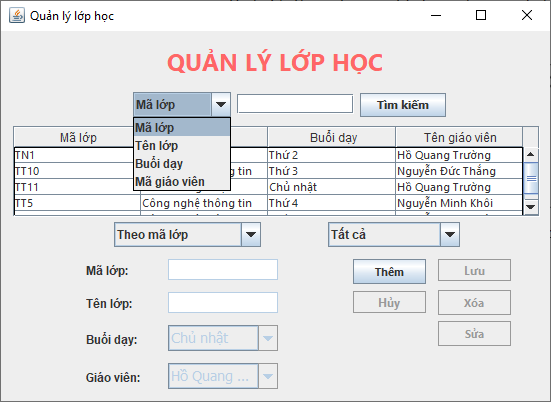 Quản lý lớp học
QUẢN LÝ LỚP HỌC
Mã lớp Tìm kiếm
Mã lớp
Tên lớp
Buổi dạy
Mã giáo viên
Mã lớp Buổi dạy Tên giáo viên
TN1 Thứ 2 Hồ Quang Trường
TT10 tin Thứ 3 Nguyễn Đức Thắng
TT11 Chủ nhật Hồ Quang Trường
TT5 Công nghệ thông tin Thứ 4 Nguyễn Minh Khôi
Theo mã lớp Tất cả
Mã lớp: Thêm Lưu
Tên lớp: Hủy Xóa
Buổi dạy: Chủ nhật Sửa
Giáo viên: Hồ Quang ...